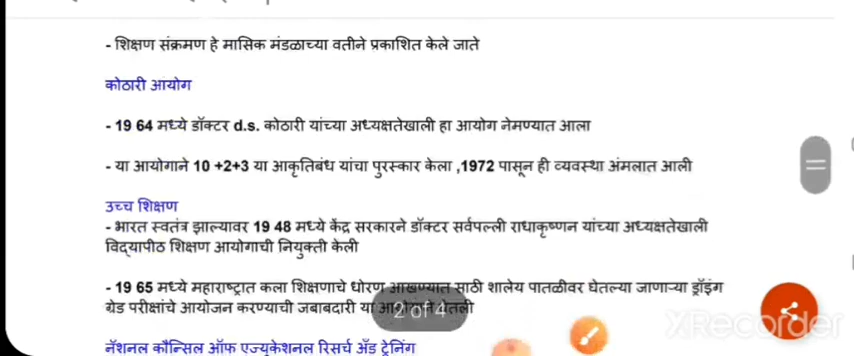 - शिक्षण संक्रमण हे मासिक मंडळाच्या वतीने प्रकाशित केले जाते
कोठारी आयोग
- 19 64 मध्ये डॉक्टर d.s. कोठारी यांच्या अध्यक्षतेखाली हा आयोग नेमण्यात आला
- या आयोगाने 10 +2+3 या आकृतिबंध यांचा पुरस्कार केला ,1972 पासून ही व्यवस्था अंमलात आली
उच्च शिक्षण
- भारत स्वतंत्र झाल्यावर 19 48 मध्ये केंद्र सरकारने डॉक्टर सर्वपल्ली राधाकृष्णन यांच्या अध्यक्षतेखाली
विद्यापीठ शिक्षण आयोगाची नियुक्ती केली
- 19 65 मध्ये महाराष्ट्रात कला शिक्षणाचे धोरण आखण्यात साठी शालेय पातळीवर घेतल्या जाणाऱ्या ड्रॉइंग
ग्रेड परीक्षांचे आयोजन करण्याची जबाबदारी या घेतली
2 of 4
XRecorder
नॅशनल कौन्सिल ऑफ एज्युकेशनल रिसर्च अँड ट्रेनिंग